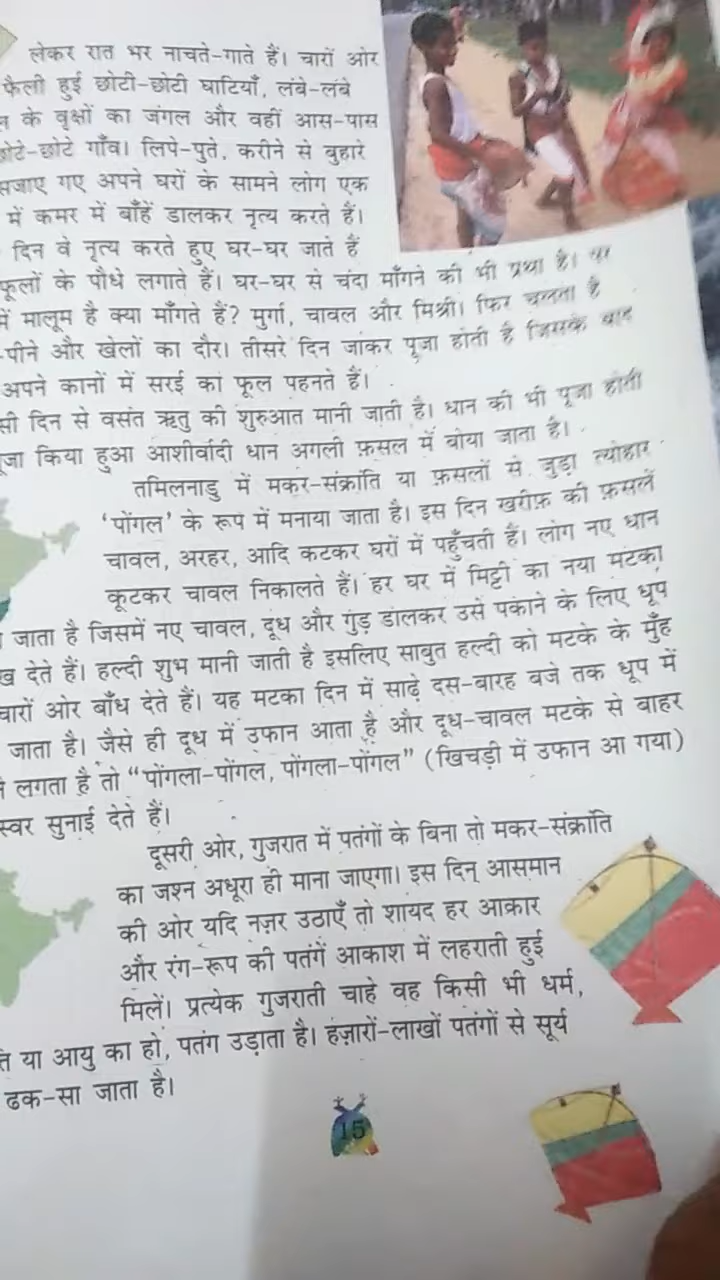 लेकर रात भर नाचते-गाते हैं। चारों ओर
फैली हुई छोटी-छोटी घाटियाँ, लंबे-लंबे
के वृक्षों का जंगल और वहीं आस-पास
छोटे-छोटे गाँव। लिपे-पुते, करीने से बुहारे
सजाए गए अपने घरों के सामने लोग एक
में कमर में बाँहें डालकर नृत्य करते हैं।
दिन वे नृत्य करते हुए घर-घर जाते हैं
फूलों के पौधे लगाते हैं। घर-घर से चंदा माँगने की भी प्रथा है। पर
में मालूम है क्या माँगते हैं? मुर्गा, चावल और मिश्री। फिर चलता है
-पीने और खेलों का दौर। तीसरे दिन जाकर पूजा होती है जिसके बाद
अपने कानों में सरई का फूल पहनते हैं।
सी दिन से वसंत ऋतु की शुरुआत मानी जाती है। धान की भी पूजा होती
जा किया हुआ आशीर्वादी धान अगली फ़सल में बोया जाता है।
तमिलनाडु में मकर-संक्रांति या फ़सलों से जुड़ा त्योहार
‘पोंगल’ के रूप में मनाया जाता है। इस दिन खरीफ़ की फ़सलें
चावल, अरहर, आदि कटकर घरों में पहुँचती हैं। लोग नए धान
कूटकर चावल निकालते हैं। हर घर में मिट्टी का नया मटका
जाता है जिसमें नए चावल, दूध और गुड़ डालकर उसे पकाने के लिए धूप
ख देते हैं। हल्दी शुभ मानी जाती है इसलिए साबुत हल्दी को मटके के मुँह
चारों ओर बाँध देते हैं। यह मटका दिन में साढ़े दस-बारह बजे तक धूप में
जाता है। जैसे ही दूध में उफान आता है और दूध-चावल मटके से बाहर
लगता है तो “पोंगला-पोंगल, पोंगला-पोंगल” (खिचड़ी में उफान आ गया)
स्वर सुनाई देते हैं।
दूसरी ओर, गुजरात में पतंगों के बिना तो मकर-संक्रांति
का जश्न अधूरा ही माना जाएगा। इस दिन आसमान
की ओर यदि नज़र उठाएँ तो शायद हर आकार
और रंग-रूप की पतंगें आकाश में लहराती हुई
मिलें। प्रत्येक गुजराती चाहे वह किसी भी धर्म,
ति या आयु का हो, पतंग उड़ाता है। हज़ारों-लाखों पतंगों से सूर्य
ढक-सा जाता है।
15